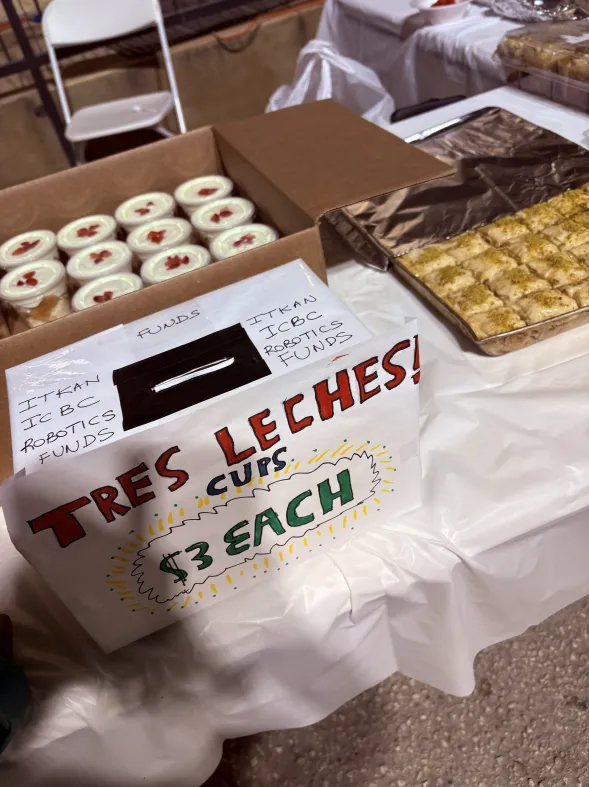 FUNDS
ITKAN
ICBC
ROBOTICS
FUNDS
ITKAN
ICBC
ROBOTICS
FUNDS
TRES LECHES!
CUPS
$3 EACH